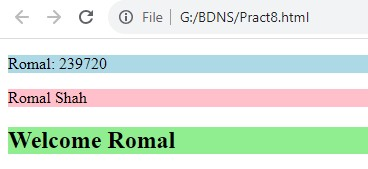 File | G:/BDNS/Pract8.html
Romal: 239720
Romal Shah
Welcome Romal